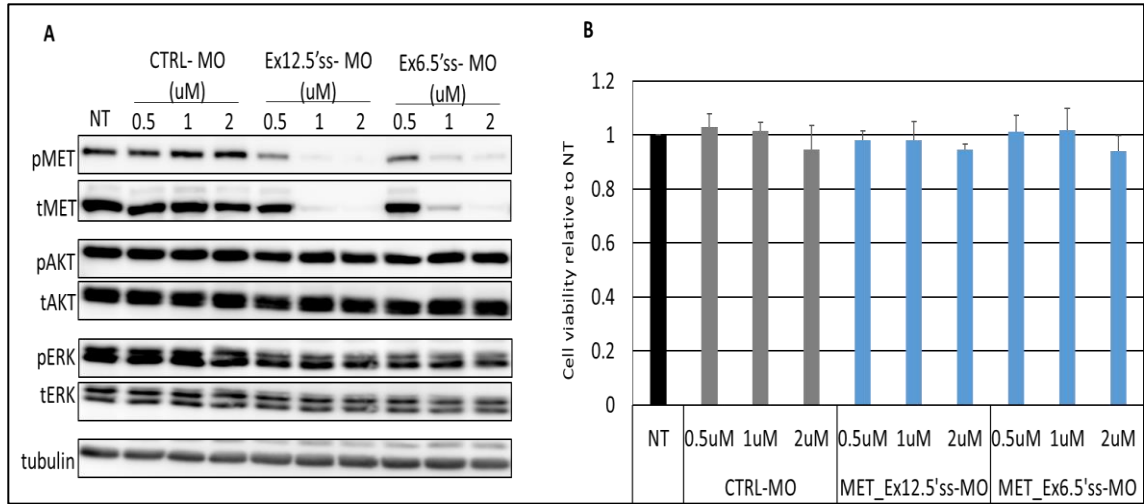 A
CTRL- MO Ex12.5'ss- MO Ex6.5'ss- MO
(uM) (uM) (uM)
NT 0.5 1 2 0.5 1 2 0.5 1 2
pMET
tMET
pAKT
tAKT
pERK
tERK
tubulin
B
Cell viability relative to NT
1.2
1
0.8
0.6
0.4
0.2
0
NT 0.5uM 1uM 2uM 0.5uM 1uM 2uM 0.5uM 1uM 2uM
CTRL-MO MET_Ex12.5'ss-MO MET_Ex6.5'ss-MO